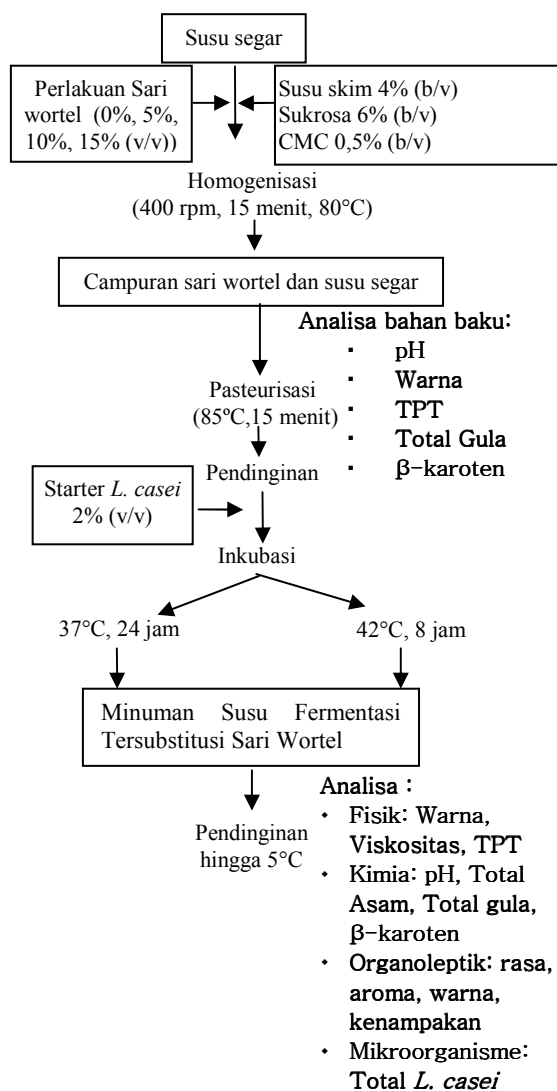 Susu segar
Perlakuan Sari
wortel (0%, 5%,
10%, 15% (v/v))
Susu skim 4% (b/v)
Sukrosa 6% (b/v)
CMC 0,5% (b/v)
Homogenisasi
(400 rpm, 15 menit, 80°C)
Campuran sari wortel dan susu segar
Analisa bahan baku:
▪ pH
▪ Warna
▪ TPT
▪ Total Gula
▪ β-karoten
Pasteurisasi
(85ºC,15 menit)
Pendinginan
Starter L. casei
2% (v/v)
Inkubasi
37°C, 24 jam
42°C, 8 jam
Minuman Susu Fermentasi
Tersubstitusi Sari Wortel
Pendinginan
hingga 5°C
Analisa :
• Fisik: Warna,
Viskositas, TPT
• Kimia: pH, Total
Asam, Total gula,
β-karoten
• Organoleptik: rasa,
aroma, warna,
kenampakan
• Mikroorganisme:
Total L. casei